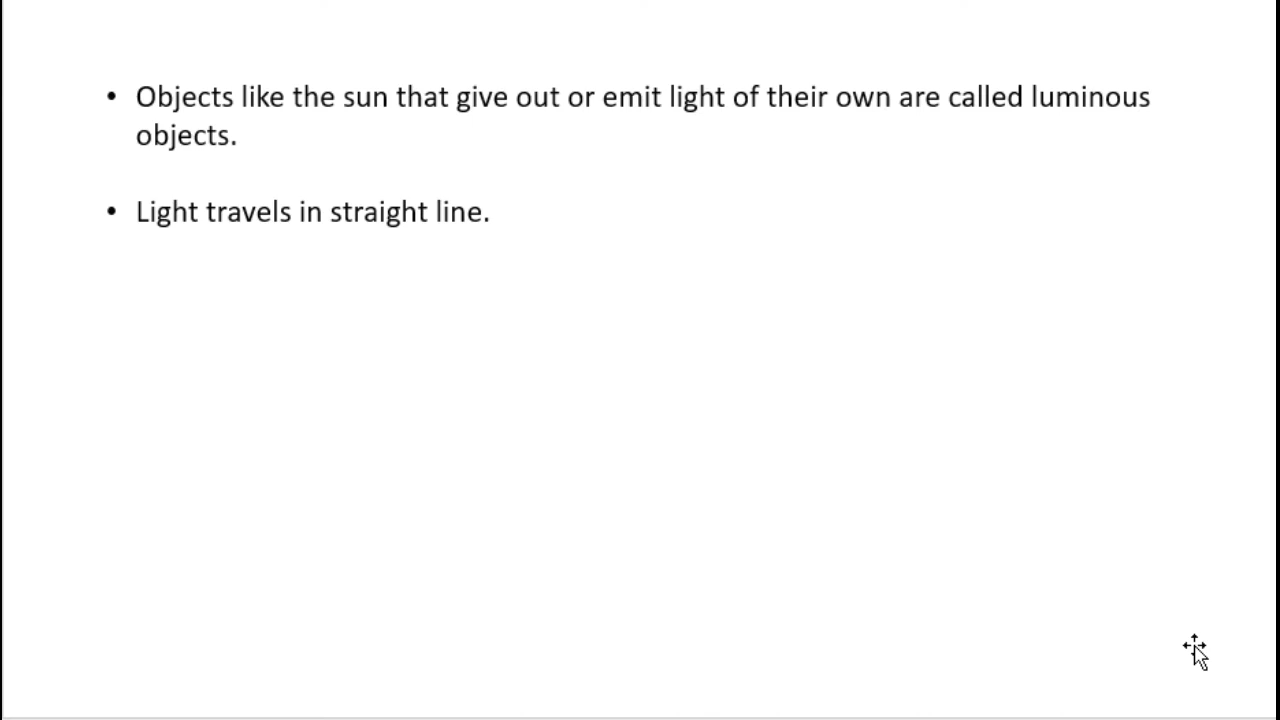 • Objects like the sun that give out or emit light of their own are called luminous
objects.
• Light travels in straight line.